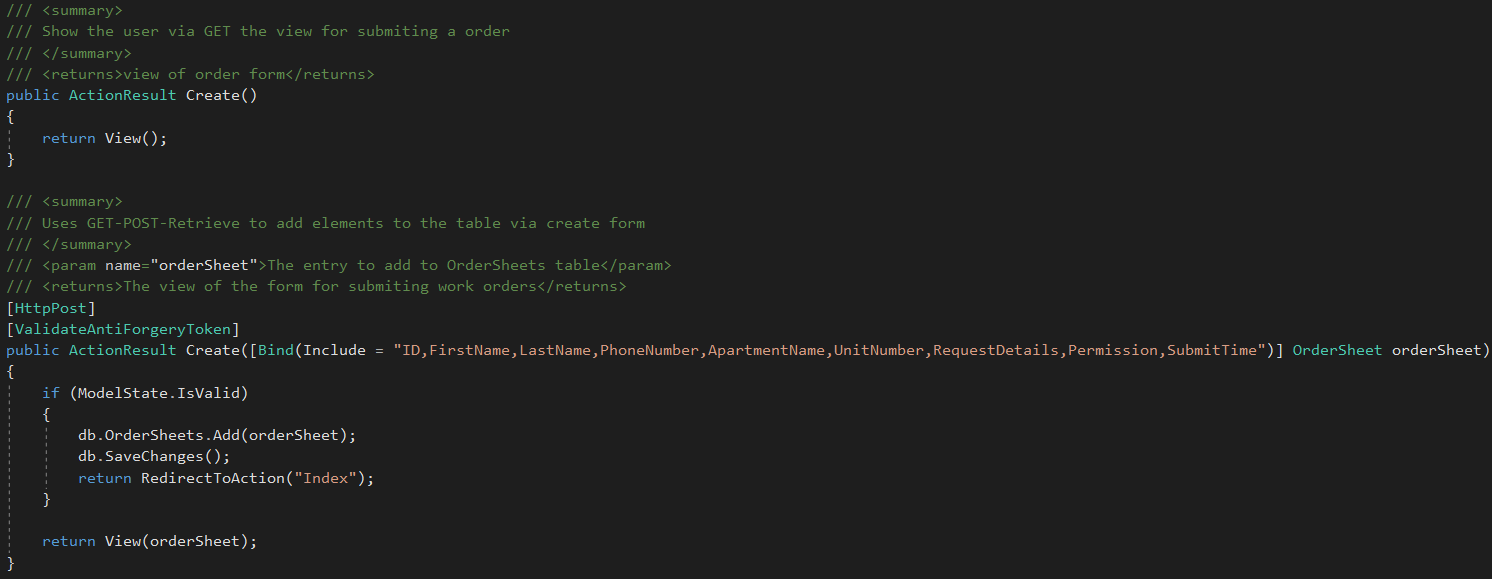 /// <summary>
/// Show the user via GET the view for submiting a order
/// </summary>
/// <returns>view of order form</returns>
public ActionResult Create()
{
    return View();
}

/// <summary>
/// Uses GET-POST-Retrieve to add elements to the table via create form
/// </summary>
/// <param name="orderSheet">The entry to add to OrderSheets table</param>
/// <returns>The view of the form for submiting work orders</returns>
[HttpPost]
[ValidateAntiForgeryToken]
public ActionResult Create([Bind(Include = "ID,FirstName,LastName,PhoneNumber,ApartmentName,UnitNumber,RequestDetails,Permission,SubmitTime")] OrderSheet orderSheet)
{
    if (ModelState.IsValid)
    {
        db.OrderSheets.Add(orderSheet);
        db.SaveChanges();
        return RedirectToAction("Index");
    }

    return View(orderSheet);
}